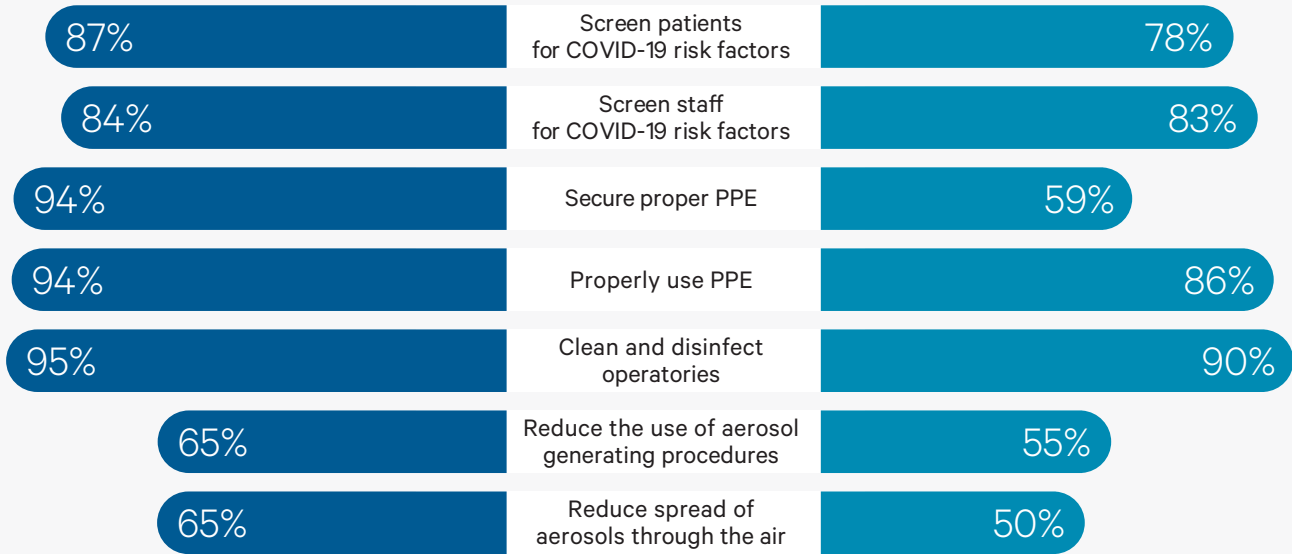 87%
Screen patients
for COVID-19 risk factors
78%
84%
Screen staff
for COVID-19 risk factors
83%
94%
Secure proper PPE
59%
94%
Properly use PPE
86%
95%
Clean and disinfect
operatories
90%
65%
Reduce the use of aerosol
generating procedures
55%
65%
Reduce spread of
aerosols through the air
50%